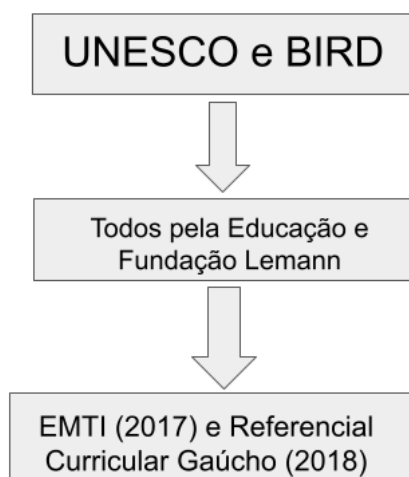 UNESCO e BIRD
Todos pela Educação e
Fundação Lemann
EMTI (2017) e Referencial
Curricular Gaúcho (2018)